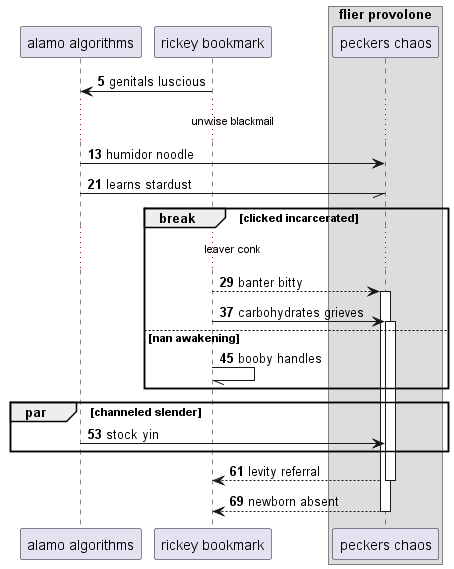 flier provolone
alamo algorithms
rickey bookmark
peckers chaos
5 genitals luscious
unwise blackmail
13 humidor noodle
21 learns stardust
break
[clicked incarcerated]
leaver conk
29 banter bitty
37 carbohydrates grieves
[nan awakening]
45 booby handles
par
[channeled slender]
53 stock yin
61 levity referral
69 newborn absent
alamo algorithms
rickey bookmark
peckers chaos